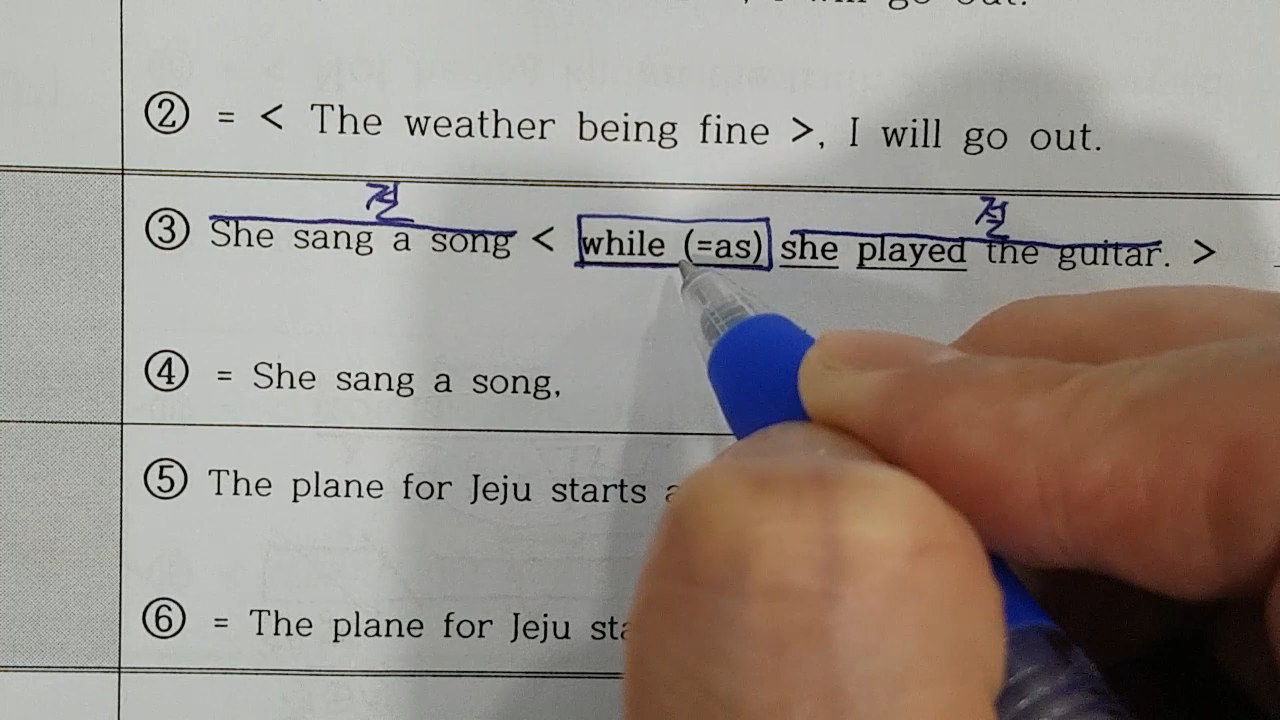 ② = < The weather being fine >, I will go out.
절 절
③ She sang a song < while (=as) she played the guitar. >
④ = She sang a song,
⑤ The plane for Jeju starts
⑥ = The plane for Jeju